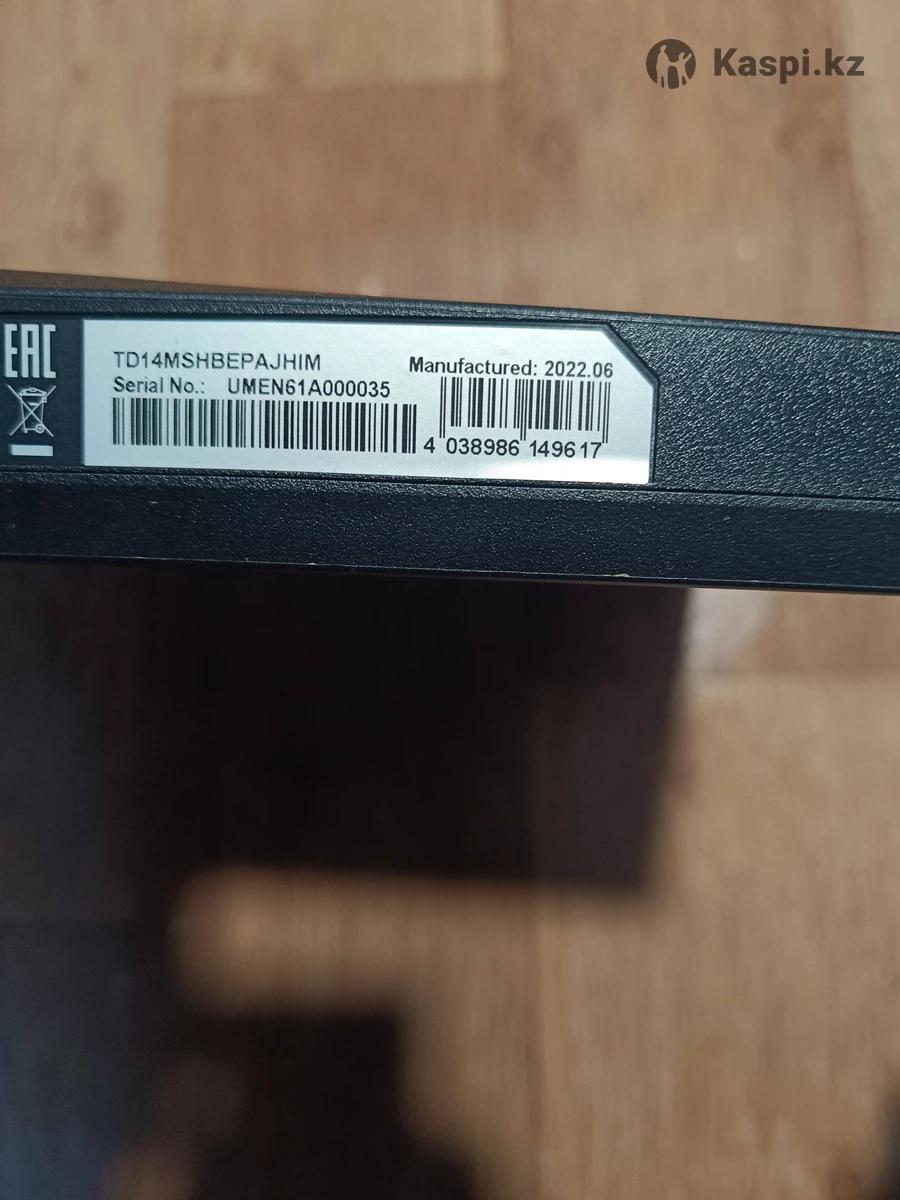 Kaspi.kz
EAC
TD14MSHBEPAJHIM
Manufactured: 2022.06
Serial No.: UMEN61A000035
4 038986 149617